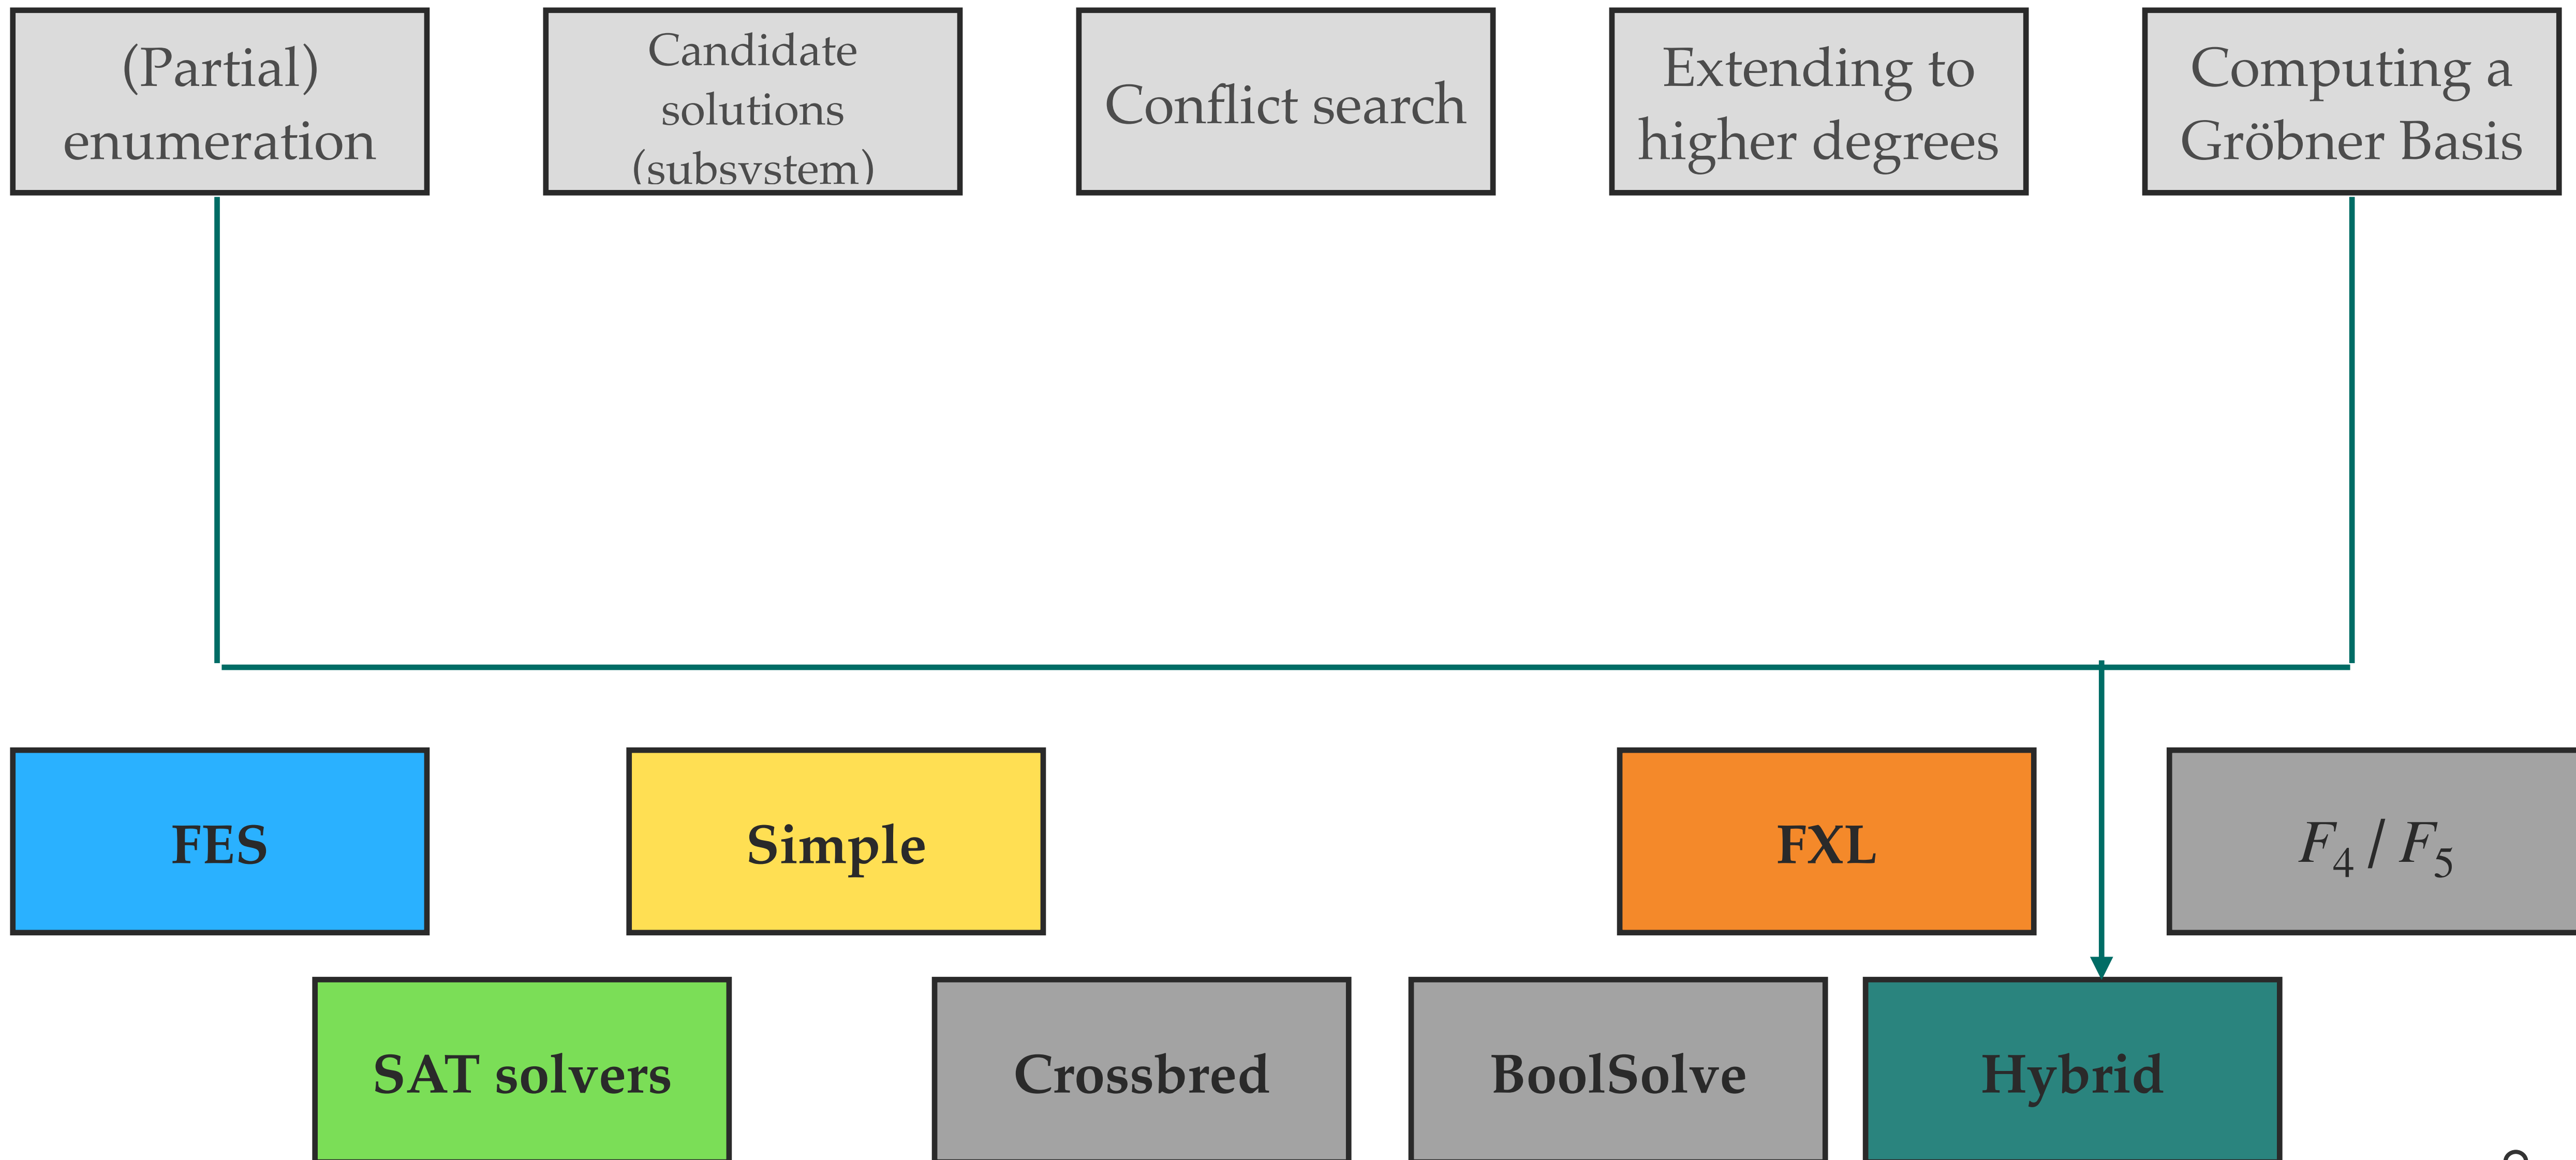 (Partial)
enumeration
Candidate
solutions
(subsystem)
Conflict search
Extending to
higher degrees
Computing a
Gröbner Basis
FES
Simple
FXL
F₄ / F₅
SAT solvers
Crossbred
BoolSolve
Hybrid